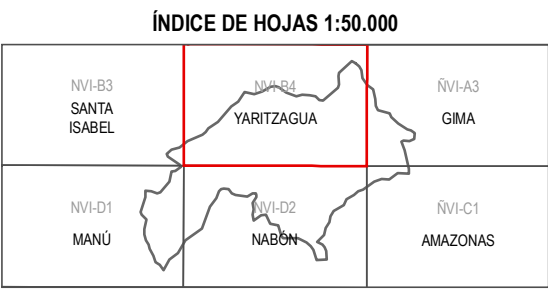 ÍNDICE DE HOJAS 1:50.000
NVI-B3
SANTA
ISABEL
NVI-B4
YARITZAGUA
ÑVI-A3
GIMA
NVI-D1
MANÚ
NVI-D2
NABÓN
ÑVI-C1
AMAZONAS